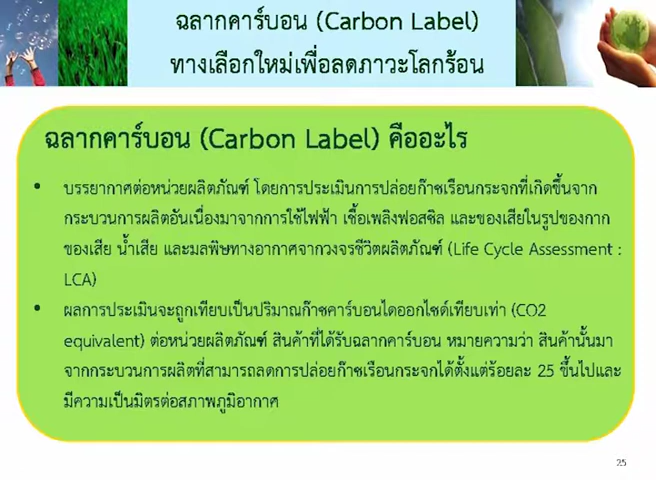 ฉลากคาร์บอน (Carbon Label)
ทางเลือกใหม่เพื่อลดภาวะโลกร้อน
ฉลากคาร์บอน (Carbon Label) คืออะไร
• บรรยากาศต่อหน่วยผลิตภัณฑ์ โดยการประเมินการปล่อยก๊าซเรือนกระจกที่เกิดขึ้นจาก
กระบวนการผลิตอันเนื่องมาจากการใช้ไฟฟ้า เชื้อเพลิงฟอสซิล และของเสียในรูปของกาก
ของเสีย น้ำเสีย และมลพิษทางอากาศจากวงจรชีวิตผลิตภัณฑ์ (Life Cycle Assessment :
LCA)
• ผลการประเมินจะถูกเทียบเป็นปริมาณก๊าซคาร์บอนไดออกไซด์เทียบเท่า (CO2
equivalent) ต่อหน่วยผลิตภัณฑ์ สินค้าที่ได้รับฉลากคาร์บอน หมายความว่า สินค้านั้นมา
จากกระบวนการผลิตที่สามารถลดการปล่อยก๊าซเรือนกระจกได้ตั้งแต่ร้อยละ 25 ขึ้นไปและ
มีความเป็นมิตรต่อสภาพภูมิอากาศ
25